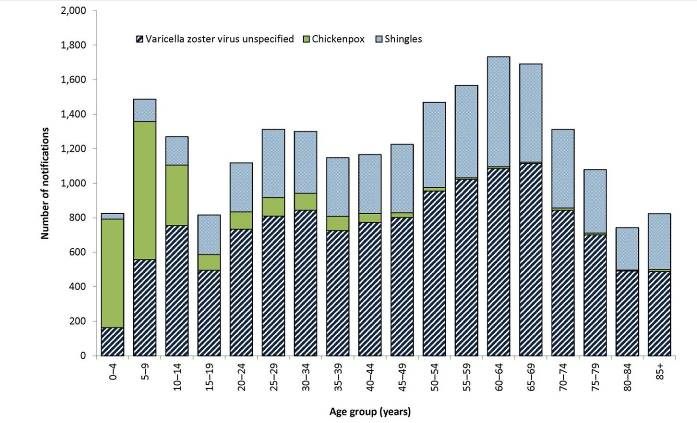 2,000
Varicella zoster virus unspecified Chickenpox Shingles
1,800
1,600
1,400
1,200
1,000
800
600
400
200
0
Number of notifications
0–4 5–9 10–14 15–19 20–24 25–29 30–34 35–39 40–44 45–49 50–54 55–59 60–64 65–69 70–74 75–79 80–84 85+
Age group (years)